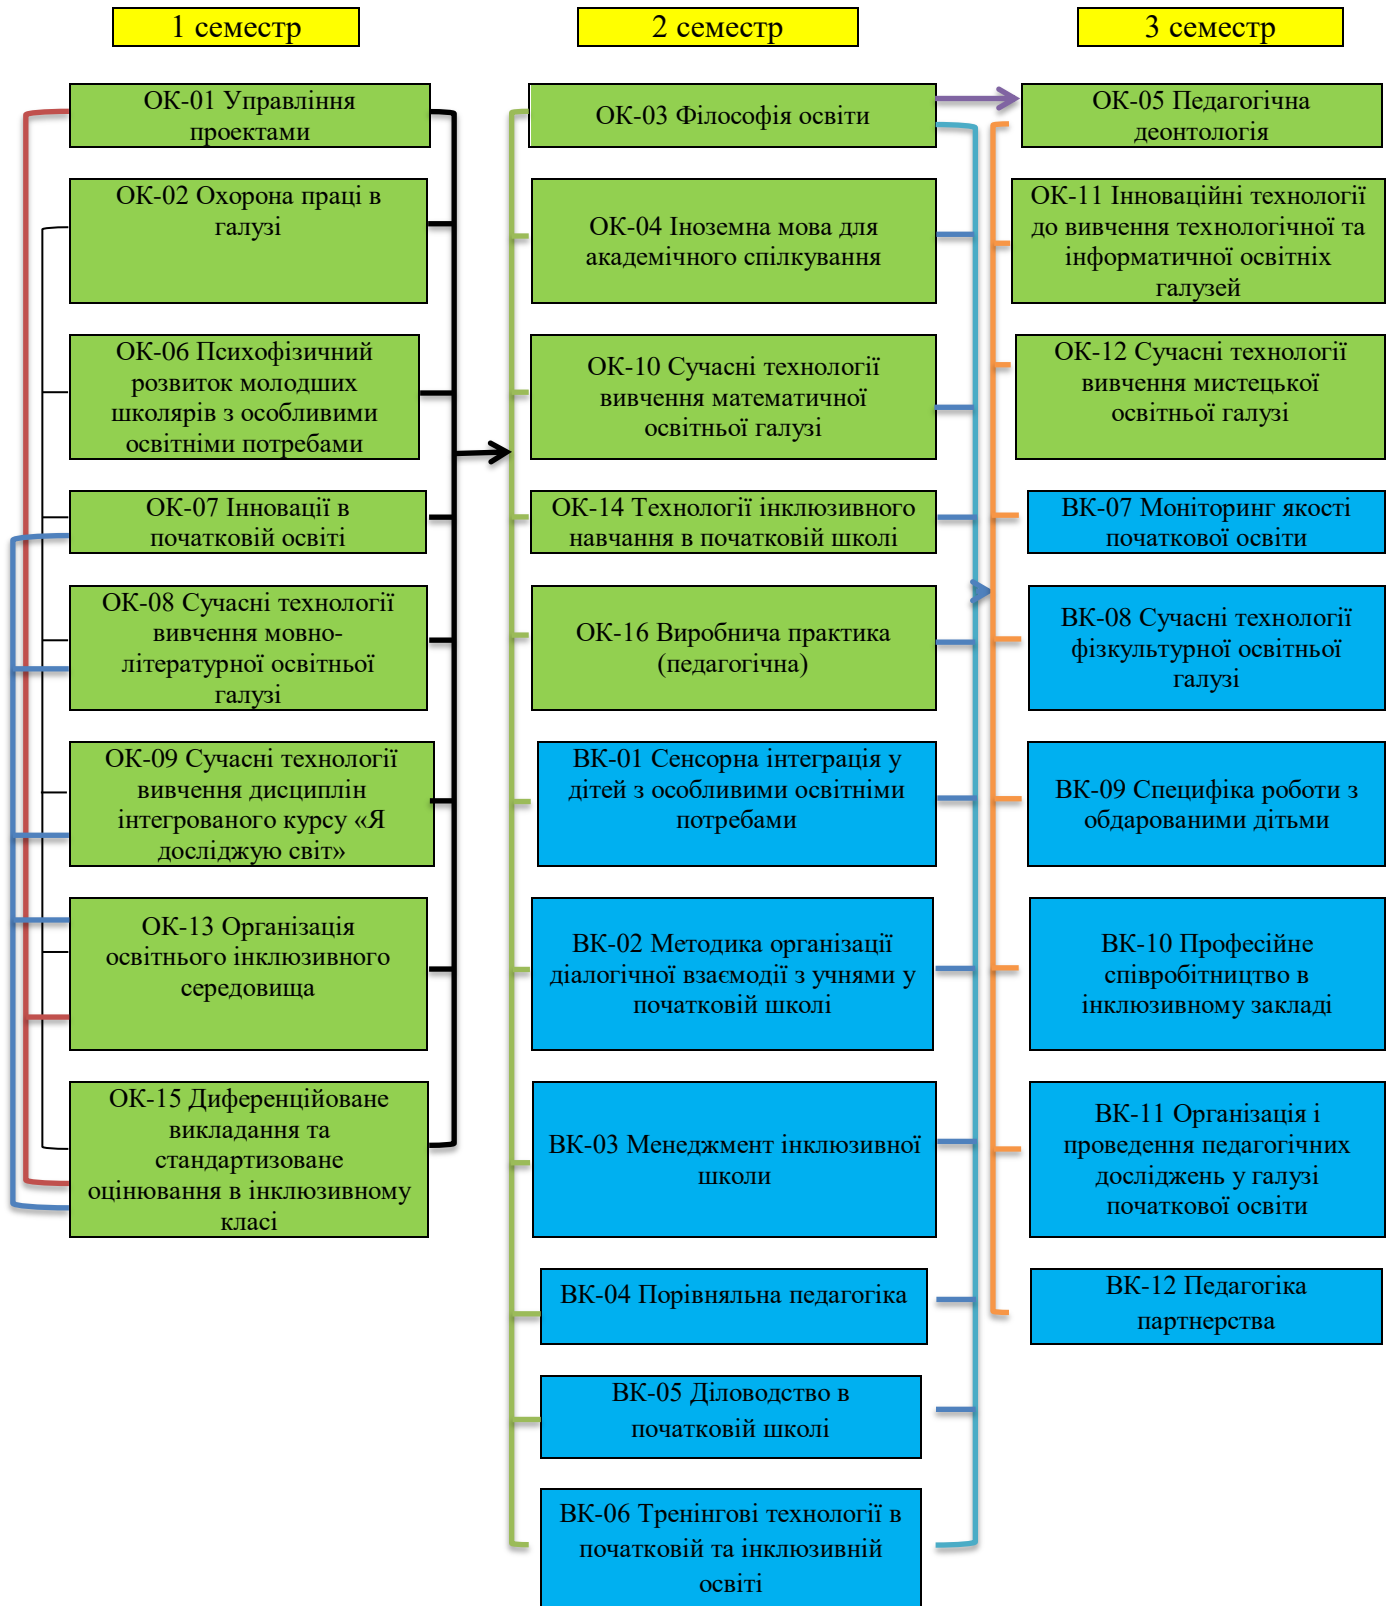 1 семестр
2 семестр
3 семестр
ОК-01 Управління
проектами
ОК-02 Охорона праці в
галузі
ОК-06 Психофізичний
розвиток молодших
школярів з особливими
освітніми потребами
ОК-07 Інновації в
початковій освіті
ОК-08 Сучасні технології
вивчення мовно-
літературної освітньої
галузі
ОК-09 Сучасні технології
вивчення дисциплін
інтегрованого курсу «Я
досліджую світ»
ОК-13 Організація
освітнього інклюзивного
середовища
ОК-15 Диференційоване
викладання та
стандартизоване
оцінювання в інклюзивному
класі
ОК-03 Філософія освіти
ОК-04 Іноземна мова для
академічного спілкування
ОК-10 Сучасні технології
вивчення математичної
освітньої галузі
ОК-14 Технології інклюзивного
навчання в початковій школі
ОК-16 Виробнича практика
(педагогічна)
ВК-01 Сенсорна інтеграція у
дітей з особливими освітніми
потребами
ВК-02 Методика організації
діалогічної взаємодії з учнями у
початковій школі
ВК-03 Менеджмент інклюзивної
школи
ВК-04 Порівняльна педагогіка
ВК-05 Діловодство в
початковій школі
ВК-06 Тренінгові технології в
початковій та інклюзивній
освіті
ОК-05 Педагогічна
деонтологія
ОК-11 Інноваційні технології
до вивчення технологічної та
інформатичної освітніх
галузей
ОК-12 Сучасні технології
вивчення мистецької
освітньої галузі
ВК-07 Моніторинг якості
початкової освіти
ВК-08 Сучасні технології
фізкультурної освітньої
галузі
ВК-09 Специфіка роботи з
обдарованими дітьми
ВК-10 Професійне
співробітництво в
інклюзивному закладі
ВК-11 Організація і
проведення педагогічних
досліджень у галузі
початкової освіти
ВК-12 Педагогіка
партнерства